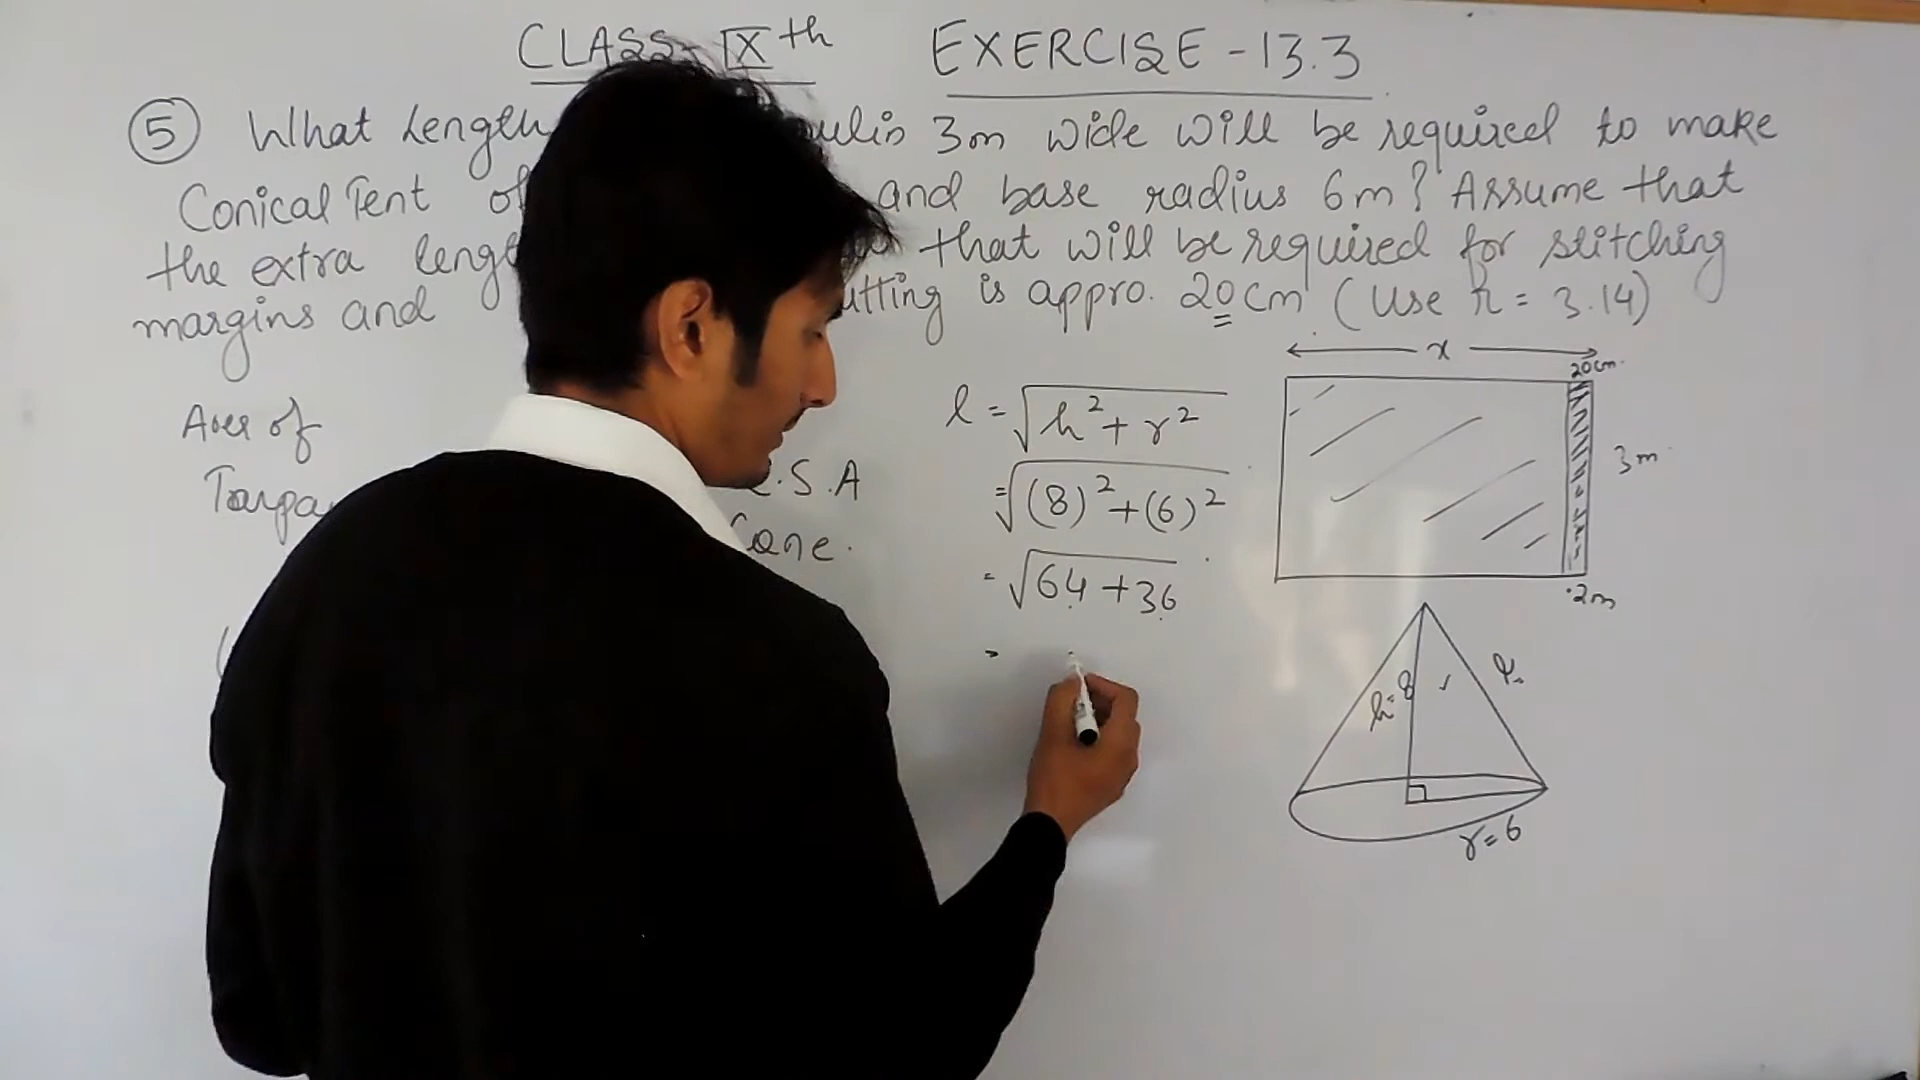 CLASS- IX th EXERCISE - 13.3
5 What Length 3m wide will be required to make
Conical Tent of and base radius 6m? Assume that
the extra length that will be required for stitching
margins and utting is appro. 20cm (Use π = 3.14)
x
20cm.
Area of
l = √h²+r²
3m
.S.A
= √(8)²+(6)²
Cone.
= √64+36
.2m
h=8
l
r=6